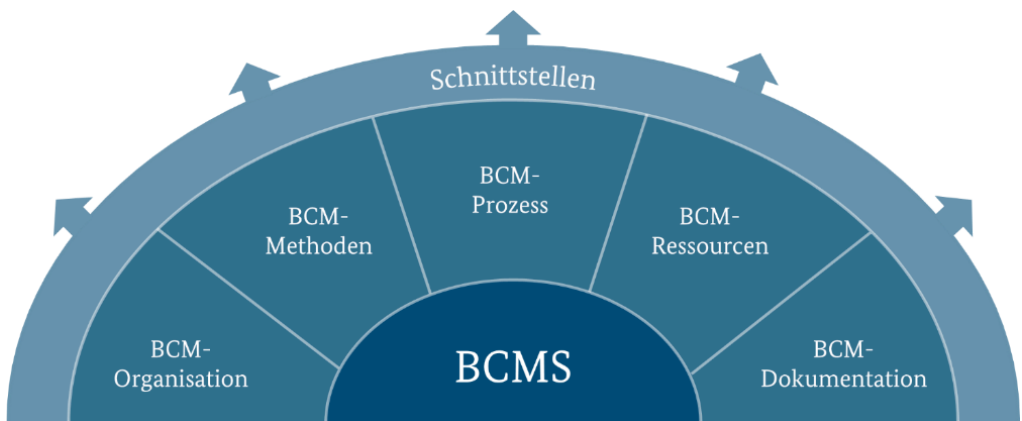 Schnittstellen
BCM-
Organisation
BCM-
Methoden
BCM-
Prozess
BCM-
Ressourcen
BCM-
Dokumentation
BCMS